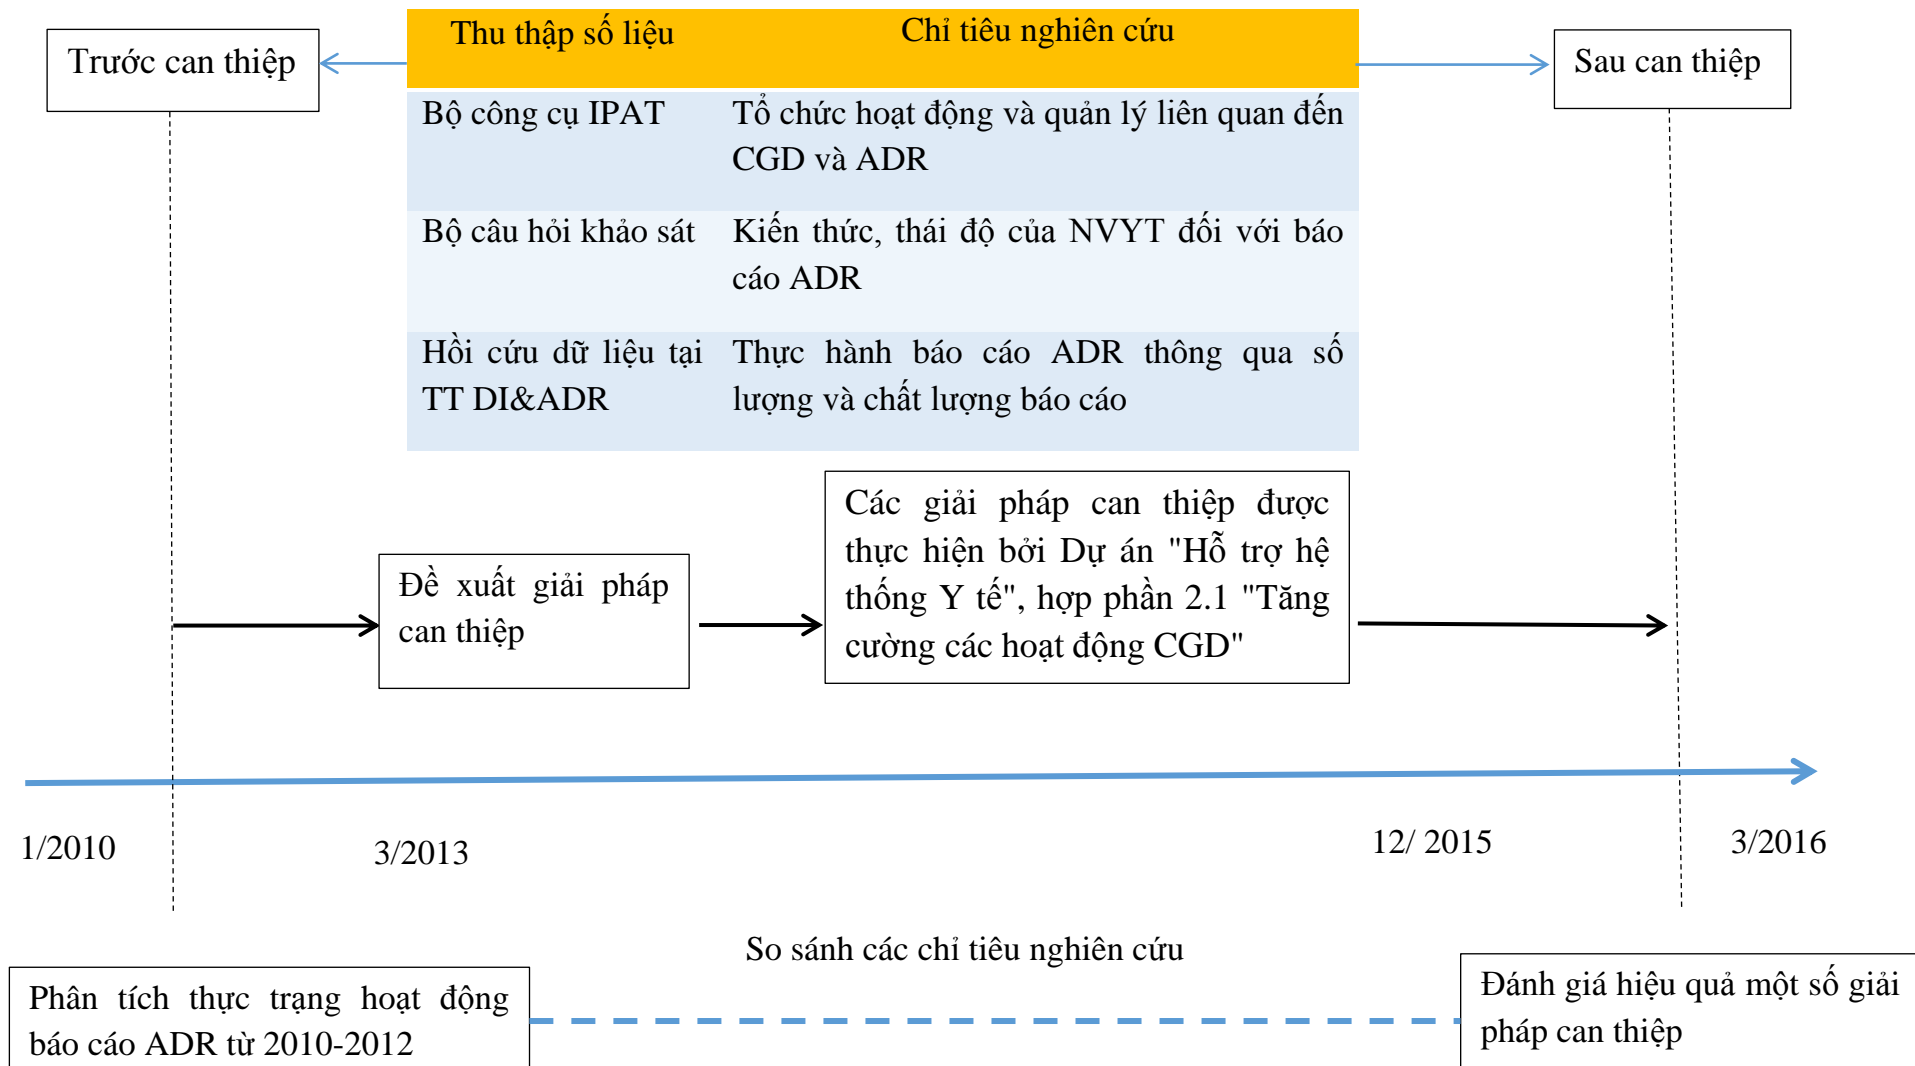 Thu thập số liệu
Chỉ tiêu nghiên cứu
Trước can thiệp
Sau can thiệp
Bộ công cụ IPAT
Tổ chức hoạt động và quản lý liên quan đến
CGD và ADR
Bộ câu hỏi khảo sát
Kiến thức, thái độ của NVYT đối với báo
cáo ADR
Hồi cứu dữ liệu tại
TT DI&ADR
Thực hành báo cáo ADR thông qua số
lượng và chất lượng báo cáo
Đề xuất giải pháp
can thiệp
Các giải pháp can thiệp được
thực hiện bởi Dự án "Hỗ trợ hệ
thống Y tế", hợp phần 2.1 "Tăng
cường các hoạt động CGD"
1/2010
3/2013
12/ 2015
3/2016
So sánh các chỉ tiêu nghiên cứu
Phân tích thực trạng hoạt động
báo cáo ADR từ 2010-2012
Đánh giá hiệu quả một số giải
pháp can thiệp